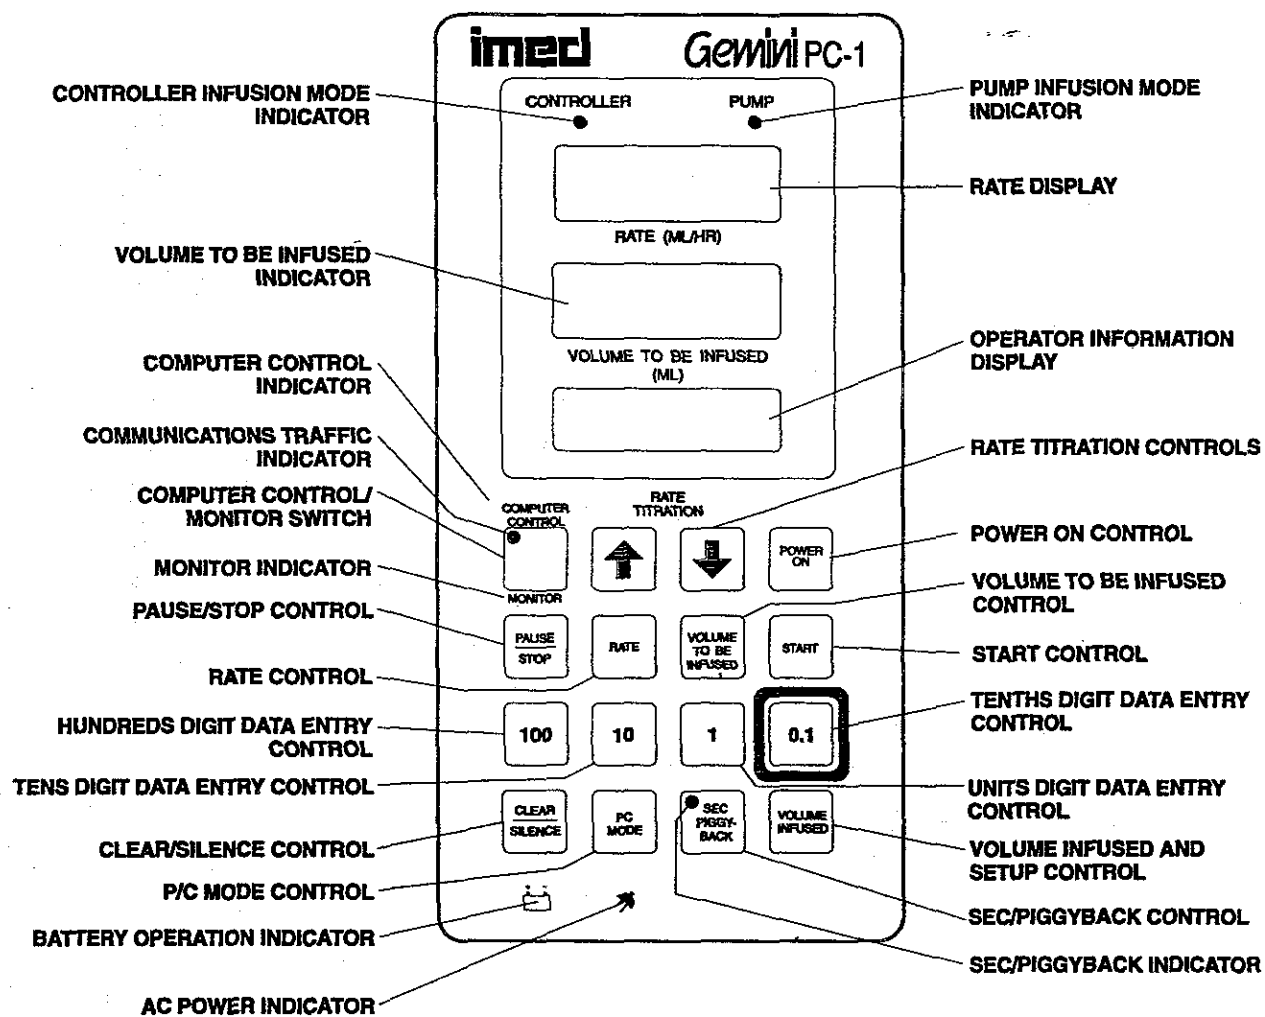 imed
Gemini PC-1
CONTROLLER INFUSION MODE
INDICATOR
CONTROLLER
PUMP
PUMP INFUSION MODE
INDICATOR
RATE DISPLAY
RATE (ML/HR)
VOLUME TO BE INFUSED
INDICATOR
VOLUME TO BE INFUSED
(ML)
OPERATOR INFORMATION
DISPLAY
COMPUTER CONTROL
INDICATOR
COMMUNICATIONS TRAFFIC
INDICATOR
RATE TITRATION CONTROLS
COMPUTER CONTROL/
MONITOR SWITCH
COMPUTER
CONTROL
RATE
TITRATION
POWER
ON
POWER ON CONTROL
MONITOR INDICATOR
MONITOR
VOLUME TO BE INFUSED
CONTROL
PAUSE/STOP CONTROL
PAUSE
STOP
RATE
VOLUME
TO BE
INFUSED
START
START CONTROL
RATE CONTROL
HUNDREDS DIGIT DATA ENTRY
CONTROL
100
10
1
0.1
TENTHS DIGIT DATA ENTRY
CONTROL
TENS DIGIT DATA ENTRY CONTROL
UNITS DIGIT DATA ENTRY
CONTROL
CLEAR
SILENCE
PC
MODE
SEC
PIGGY-
BACK
VOLUME
INFUSED
CLEAR/SILENCE CONTROL
VOLUME INFUSED AND
SETUP CONTROL
P/C MODE CONTROL
SEC/PIGGYBACK CONTROL
BATTERY OPERATION INDICATOR
SEC/PIGGYBACK INDICATOR
AC POWER INDICATOR